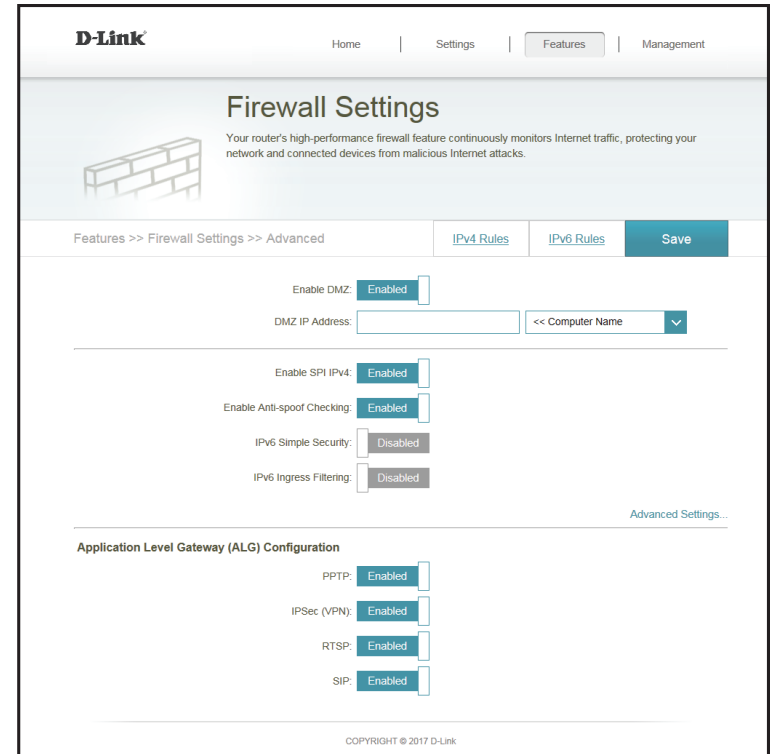 D-Link
Home | Settings | Features | Management
Firewall Settings
Your router's high-performance firewall feature continuously monitors Internet traffic, protecting your
network and connected devices from malicious Internet attacks.
Features >> Firewall Settings >> Advanced
IPv4 Rules
IPv6 Rules
Save
Enable DMZ: Enabled
DMZ IP Address: << Computer Name
Enable SPI IPv4: Enabled
Enable Anti-spoof Checking: Enabled
IPv6 Simple Security: Disabled
IPv6 Ingress Filtering: Disabled
Advanced Settings...
Application Level Gateway (ALG) Configuration
PPTP: Enabled
IPSec (VPN): Enabled
RTSP: Enabled
SIP: Enabled
COPYRIGHT © 2017 D-Link